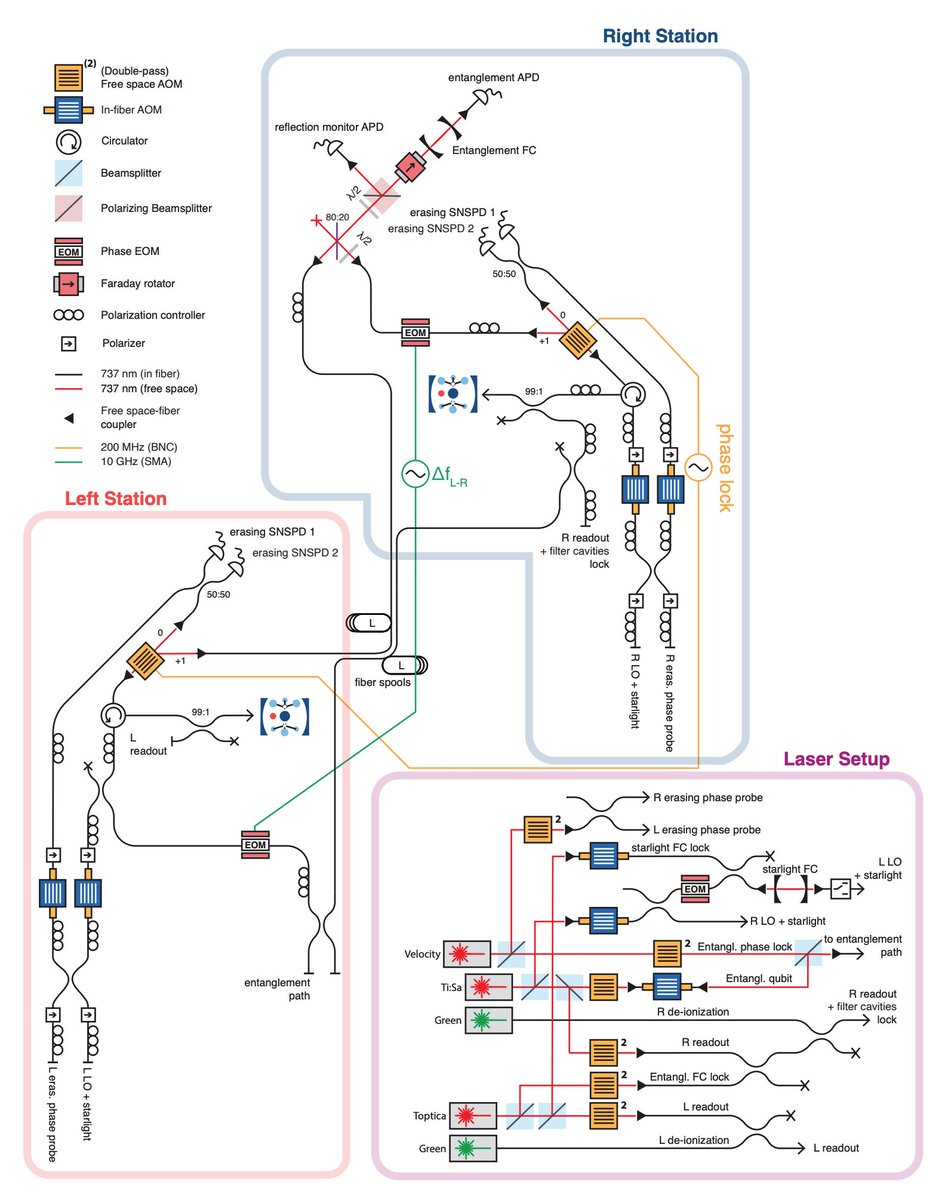 Right Station
(2)
(Double-pass)
Free space AOM
In-fiber AOM
Circulator
Beamsplitter
Polarizing Beamsplitter
EOM
Phase EOM
Faraday rotator
Polarization controller
Polarizer
737 nm (in fiber)
737 nm (free space)
Free space-fiber
coupler
200 MHz (BNC)
10 GHz (SMA)
entanglement APD
reflection monitor APD
Entanglement FC
λ/2
80:20
λ/2
erasing SNSPD 1
erasing SNSPD 2
50:50
0
+1
EOM
99:1
phase lock
Δf L-R
R readout
+ filter cavities
lock
R LO + starlight
R eras. phase probe
Left Station
erasing SNSPD 1
erasing SNSPD 2
50:50
0
+1
L
L
fiber spools
99:1
L
readout
EOM
entanglement
path
L eras. phase probe
L LO + starlight
Laser Setup
R erasing phase probe
2
L erasing phase probe
starlight FC lock
starlight FC
L LO
+ starlight
EOM
R LO + starlight
Velocity
2
Entangl. phase lock
to entanglement
path
Ti:Sa
Entangl. qubit
Green
R de-ionization
R readout
+ filter cavities
lock
2
R readout
2
Entangl. FC lock
Toptica
2
L readout
Green
L de-ionization
L readout